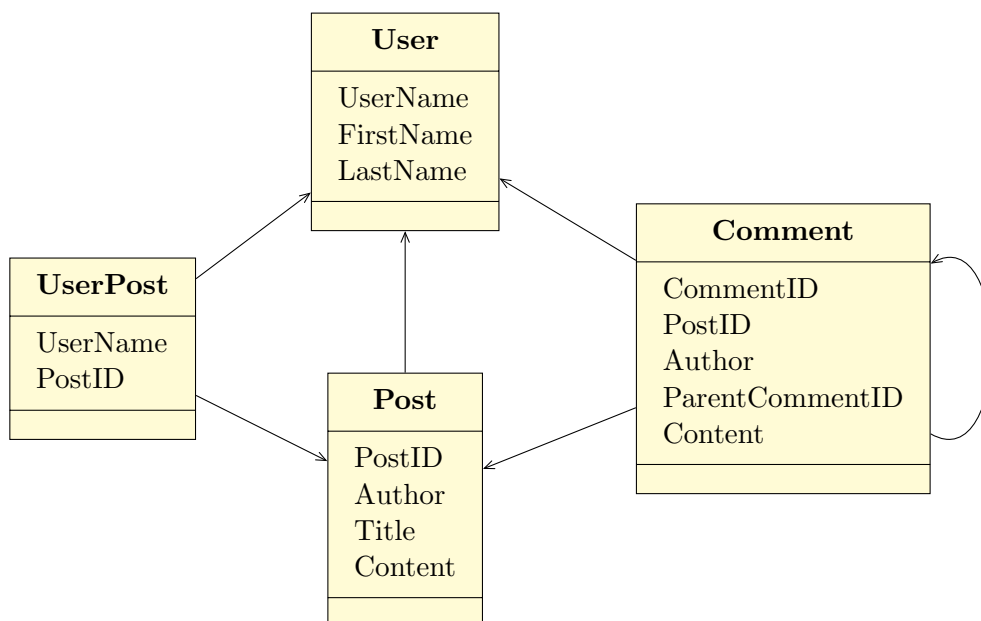 User
UserName
FirstName
LastName
UserPost
UserName
PostID
Post
PostID
Author
Title
Content
Comment
CommentID
PostID
Author
ParentCommentID
Content